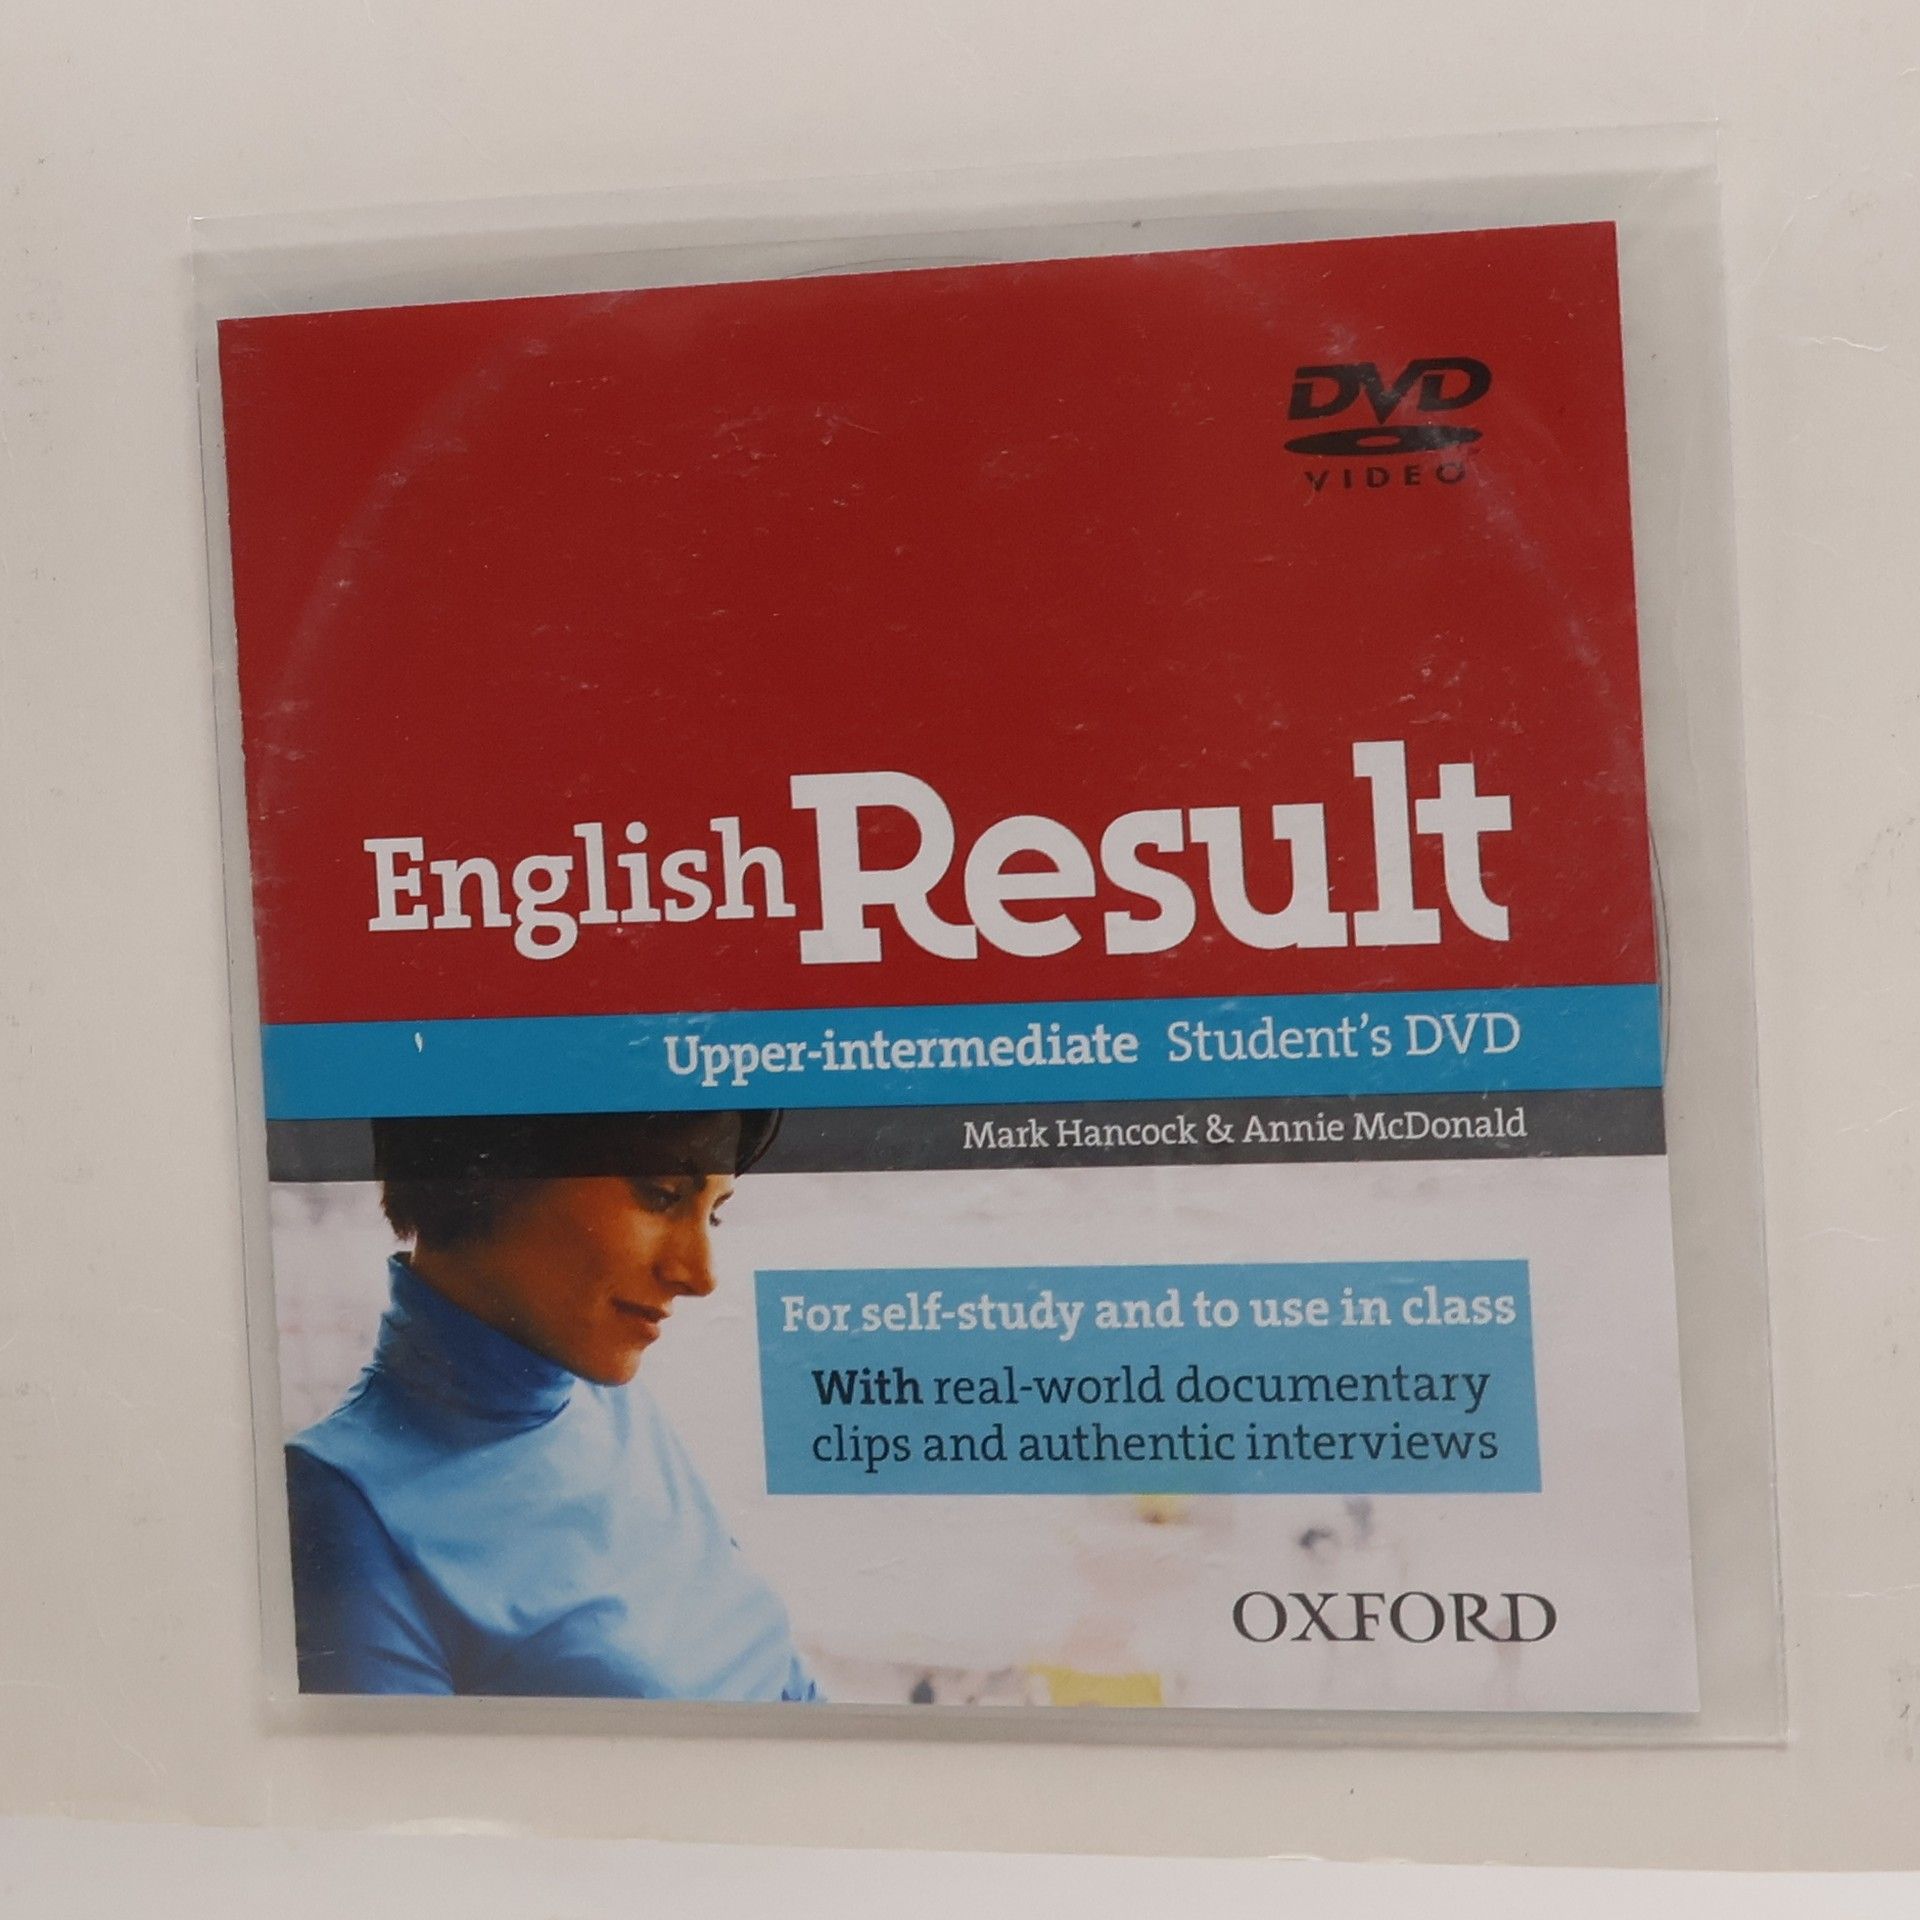 DVD
VIDEO
English Result
Upper-intermediate Student's DVD
Mark Hancock & Annie McDonald
For self-study and to use in class
With real-world documentary
clips and authentic interviews
OXFORD